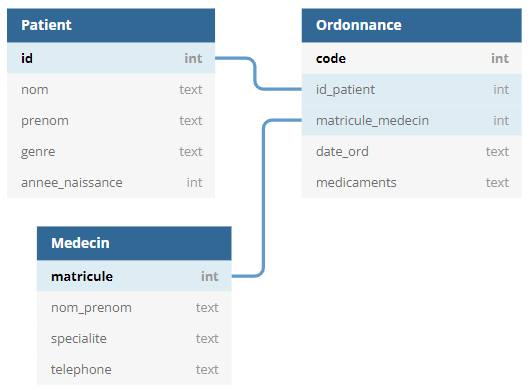 Patient
id int
nom text
prenom text
genre text
annee_naissance int
Ordonnance
code int
id_patient int
matricule_medecin int
date_ord text
medicaments text
Medecin
matricule int
nom_prenom text
specialite text
telephone text